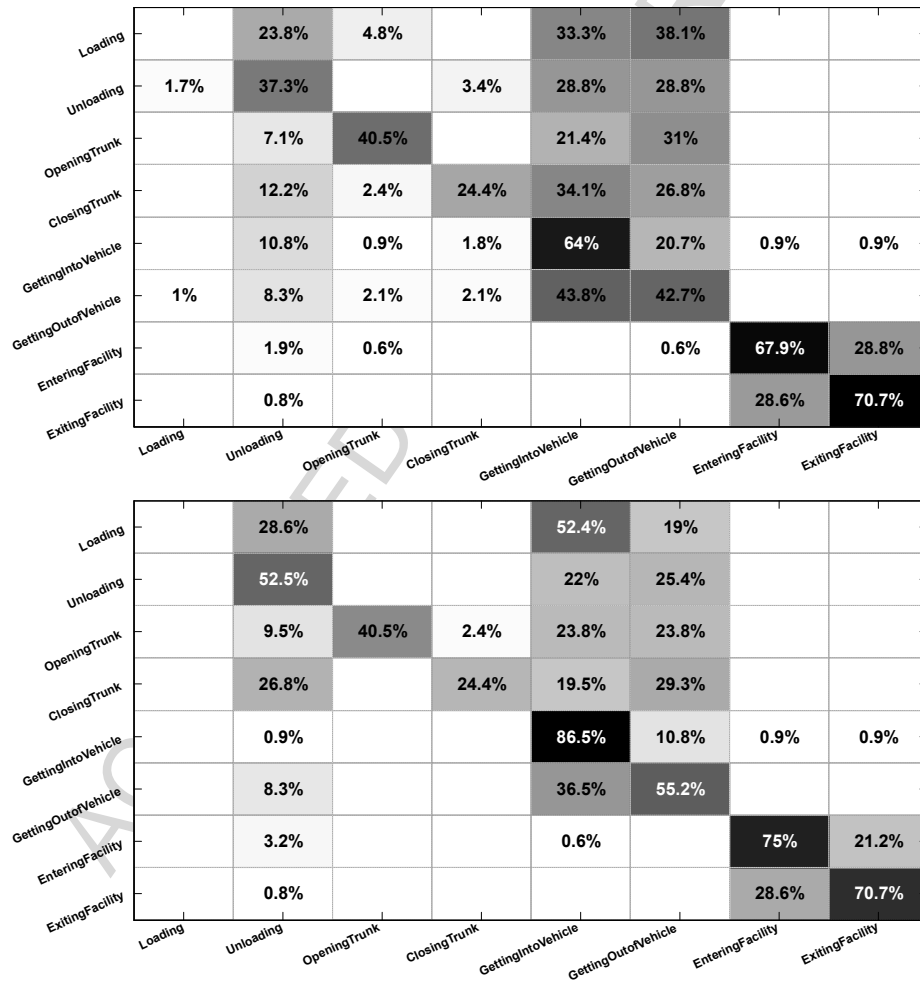 Loading 23.8% 4.8% 33.3% 38.1%
Unloading 1.7% 37.3% 3.4% 28.8% 28.8%
OpeningTrunk 7.1% 40.5% 21.4% 31%
ClosingTrunk 12.2% 2.4% 24.4% 34.1% 26.8%
GettingIntoVehicle 10.8% 0.9% 1.8% 64% 20.7% 0.9% 0.9%
GettingOutofVehicle 1% 8.3% 2.1% 2.1% 43.8% 42.7%
EnteringFacility 1.9% 0.6% 0.6% 67.9% 28.8%
ExitingFacility 0.8% 28.6% 70.7%
Loading Unloading OpeningTrunk ClosingTrunk GettingIntoVehicle GettingOutofVehicle EnteringFacility ExitingFacility
Loading 28.6% 52.4% 19%
Unloading 52.5% 22% 25.4%
OpeningTrunk 9.5% 40.5% 2.4% 23.8% 23.8%
ClosingTrunk 26.8% 24.4% 19.5% 29.3%
GettingIntoVehicle 0.9% 86.5% 10.8% 0.9% 0.9%
GettingOutofVehicle 8.3% 36.5% 55.2%
EnteringFacility 3.2% 0.6% 75% 21.2%
ExitingFacility 0.8% 28.6% 70.7%
Loading Unloading OpeningTrunk ClosingTrunk GettingIntoVehicle GettingOutofVehicle EnteringFacility ExitingFacility